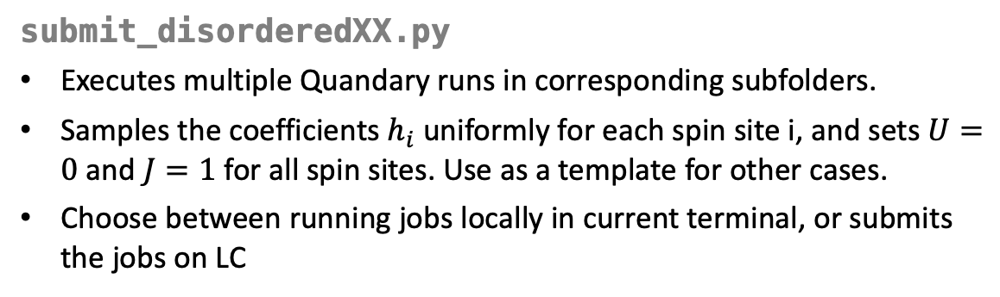 submit_disorderedXX.py
• Executes multiple Quandary runs in corresponding subfolders.
• Samples the coefficients hᵢ uniformly for each spin site i, and sets U =
0 and J = 1 for all spin sites. Use as a template for other cases.
• Choose between running jobs locally in current terminal, or submits
the jobs on LC